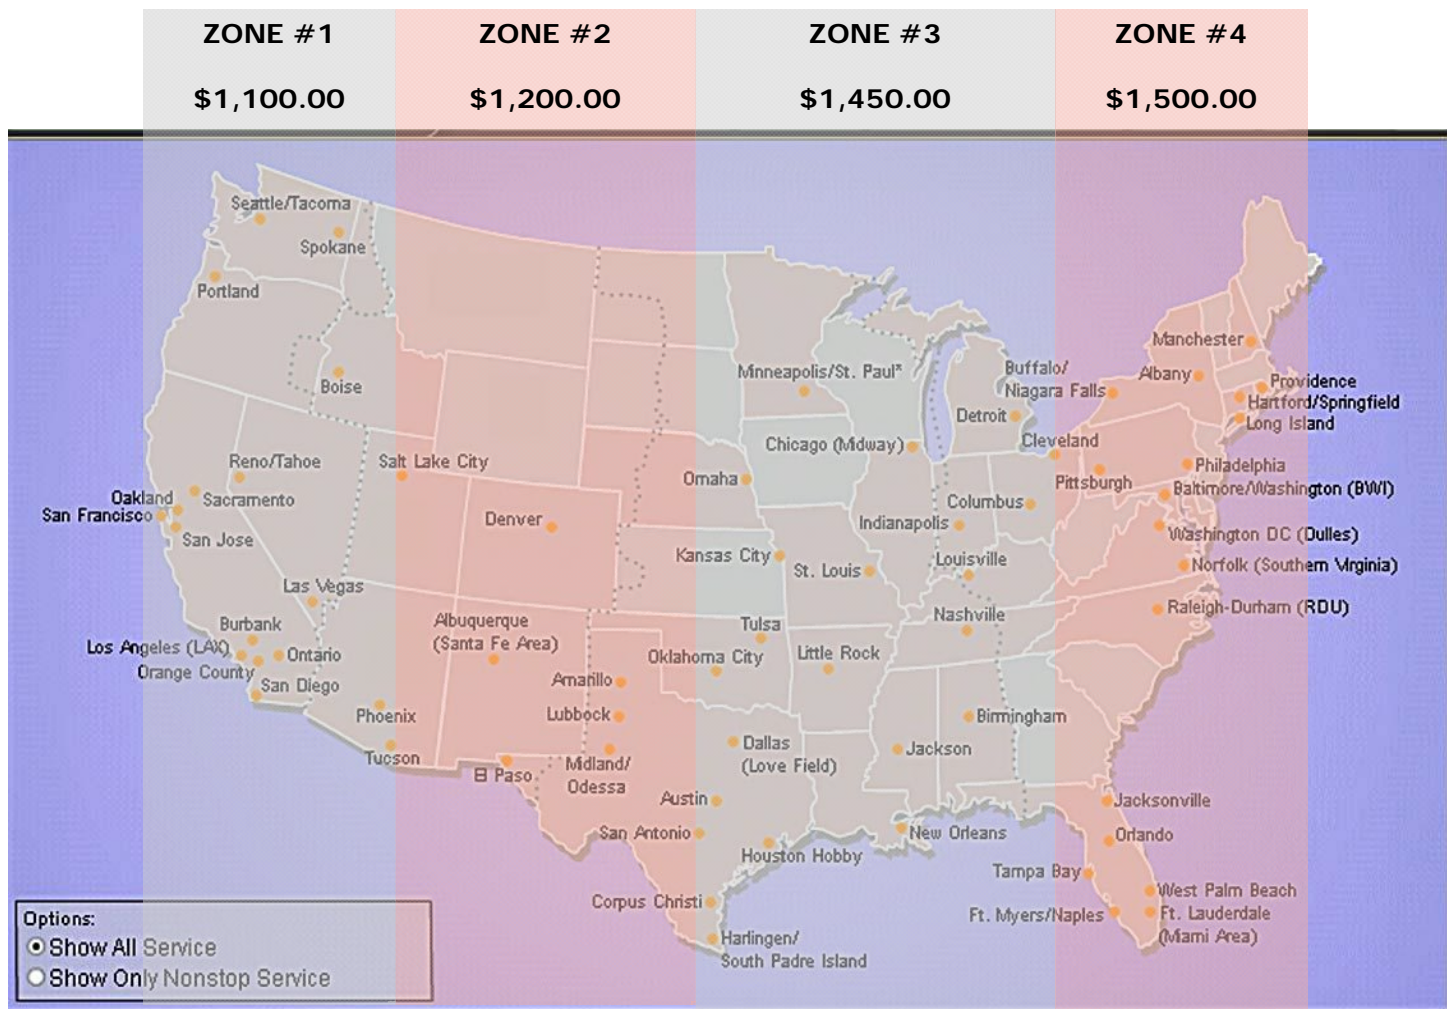 ZONE #1
ZONE #2
ZONE #3
ZONE #4
$1,100.00
$1,200.00
$1,450.00
$1,500.00
Seattle/Tacoma
Spokane
Portland
Boise
Reno/Tahoe
Salt Lake City
Oakland
Sacramento
San Francisco
San Jose
Las Vegas
Burbank
Los Angeles (LAX)
Ontario
Orange County
San Diego
Phoenix
Tucson
Denver
Albuquerque
(Santa Fe Area)
Amarillo
Lubbock
Midland/
Odessa
El Paso
Minneapolis/St. Paul*
Chicago (Midway)
Detroit
Omaha
Columbus
Indianapolis
Kansas City
St. Louis
Louisville
Nashville
Tulsa
Oklahoma City
Little Rock
Birmingham
Jackson
Dallas
(Love Field)
Austin
San Antonio
Houston Hobby
New Orleans
Corpus Christi
Harlingen/
South Padre Island
Manchester
Buffalo/
Niagara Falls
Albany
Providence
Hartford/Springfield
Long Island
Cleveland
Pittsburgh
Philadelphia
Baltimore/Washington (BWI)
Washington DC (Dulles)
Norfolk (Southern Virginia)
Raleigh-Durham (RDU)
Jacksonville
Orlando
Tampa Bay
West Palm Beach
Ft. Myers/Naples
Ft. Lauderdale
(Miami Area)
Options:
Show All Service
Show Only Nonstop Service